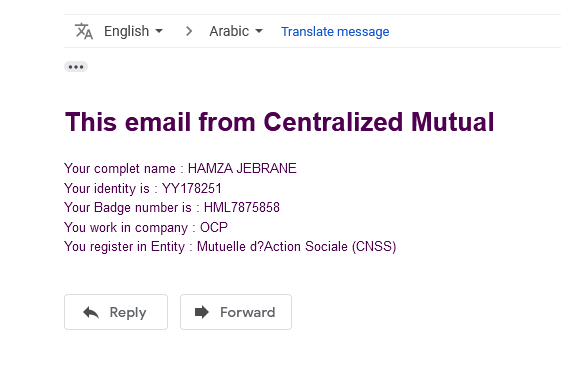 English Arabic Translate message
This email from Centralized Mutual
Your complet name : HAMZA JEBRANE
Your identity is : YY178251
Your Badge number is : HML7875858
You work in company : OCP
You register in Entity : Mutuelle d?Action Sociale (CNSS)
Reply Forward